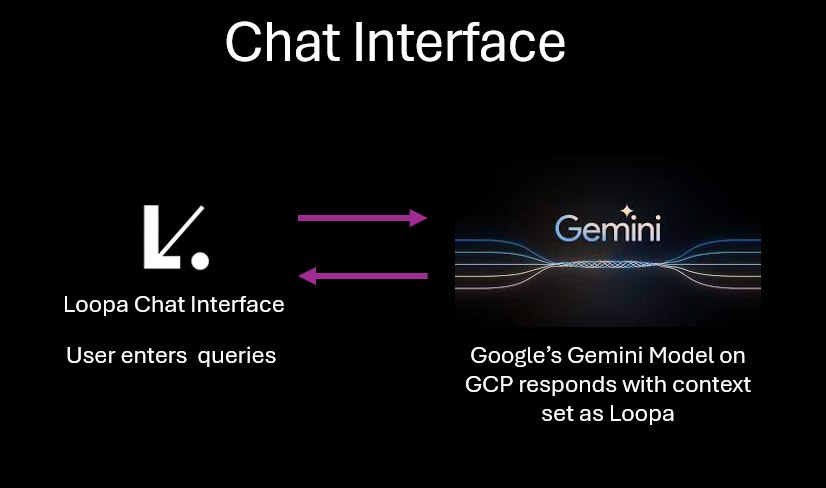 Chat Interface
Gemini
Loopa Chat Interface
User enters  queries
Google’s Gemini Model on
GCP responds with context
set as Loopa